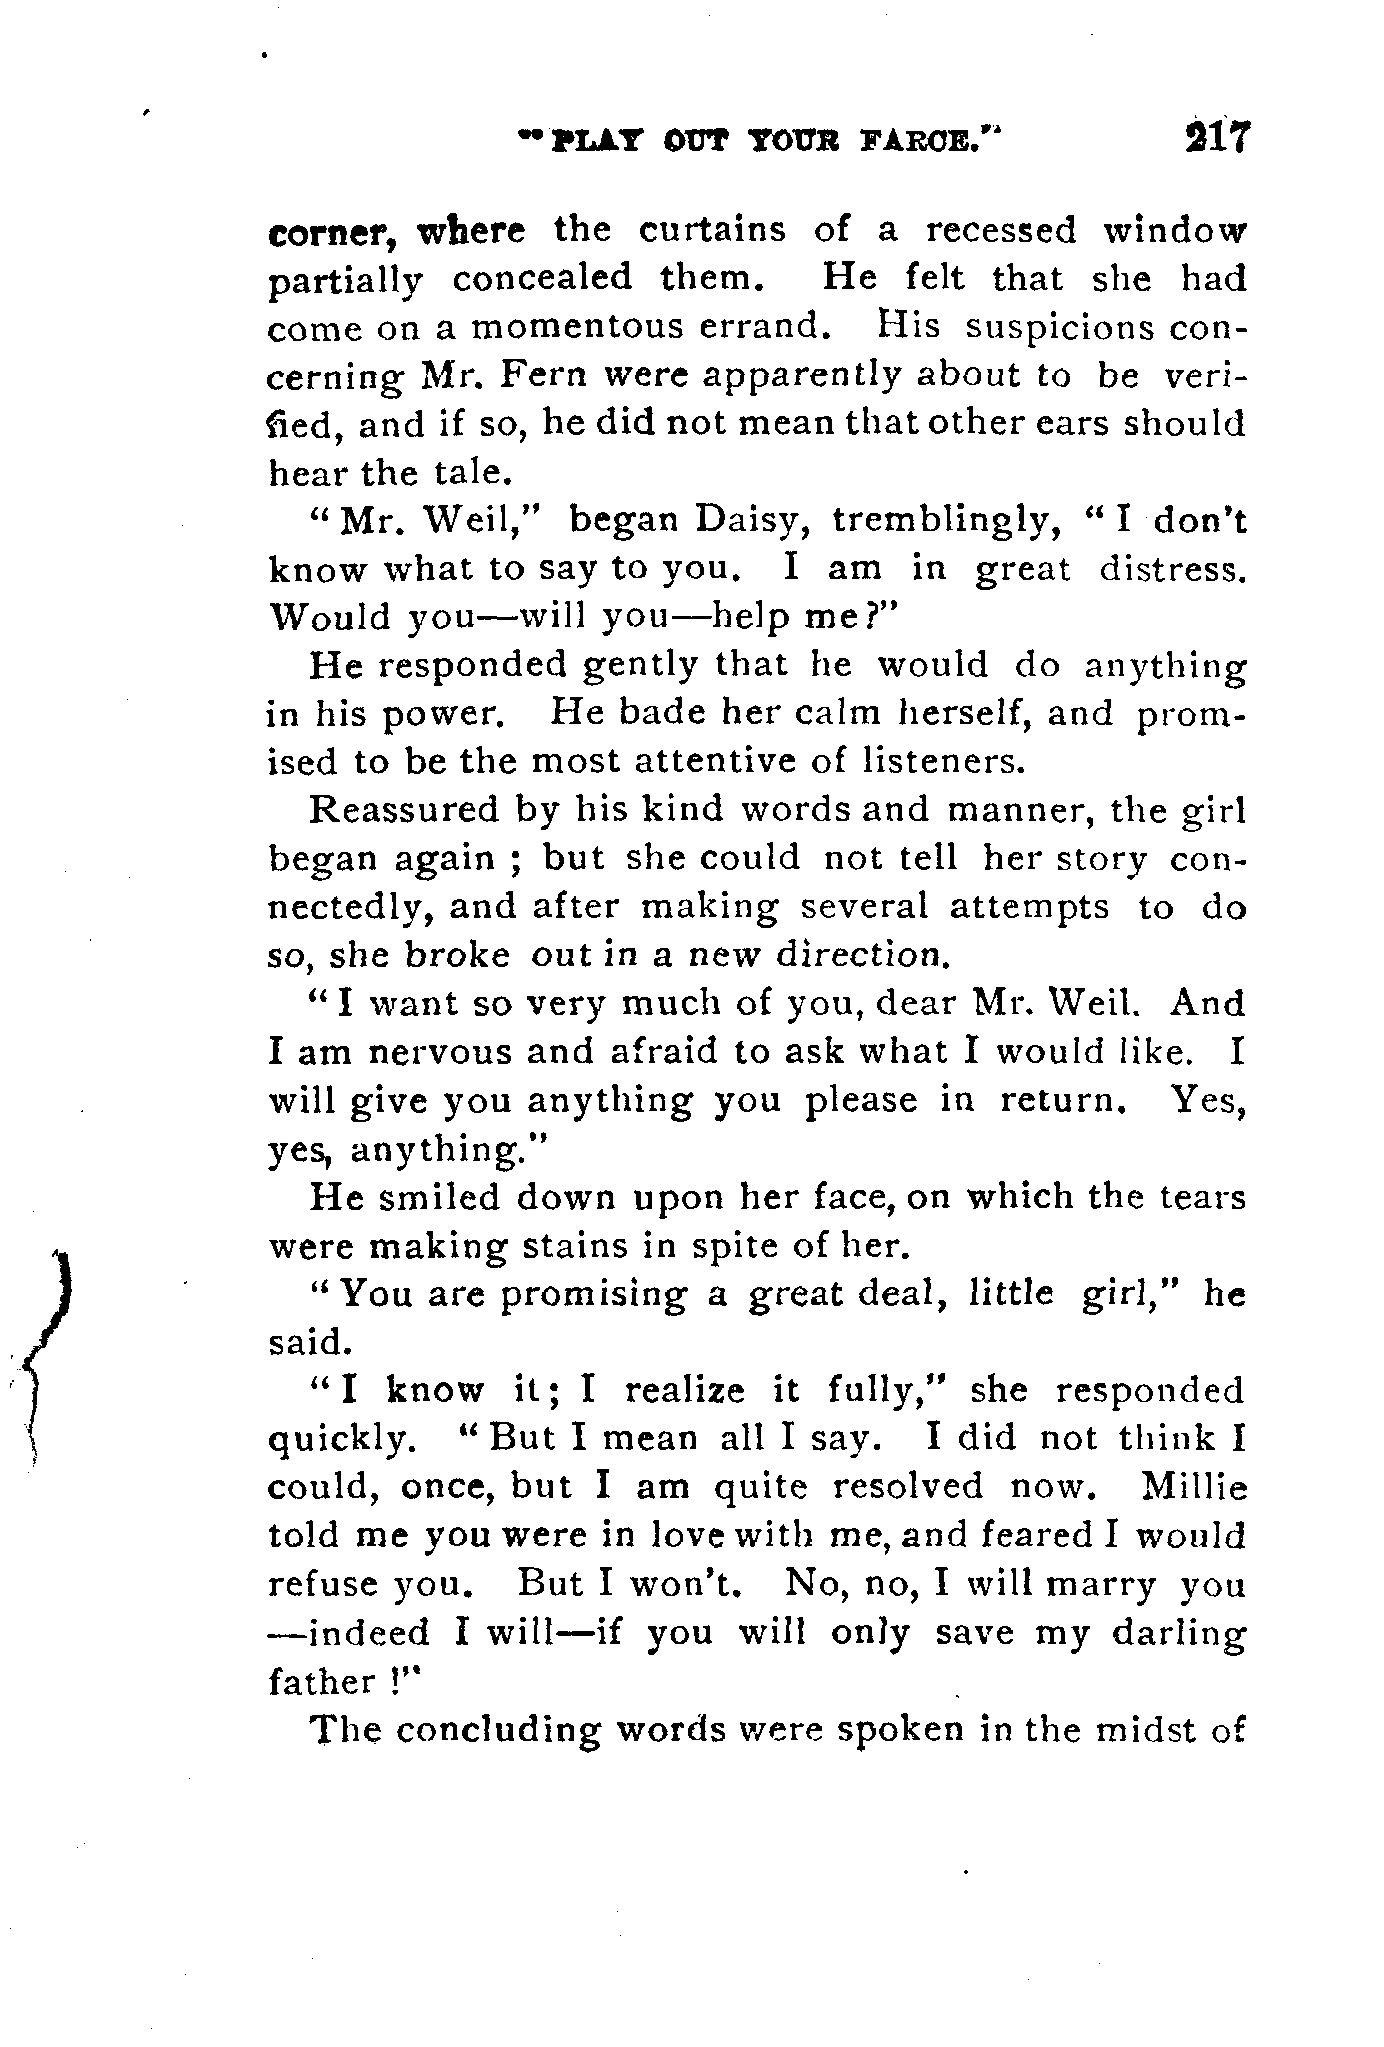 "PLAY OUT YOUR FARCE." 217
corner, where the curtains of a recessed window
partially concealed them. He felt that she had
come on a momentous errand. His suspicions con-
cerning Mr. Fern were apparently about to be veri-
fied, and if so, he did not mean that other ears should
hear the tale.
"Mr. Weil," began Daisy, tremblingly, "I don't
know what to say to you. I am in great distress.
Would you—will you—help me?"
He responded gently that he would do anything
in his power. He bade her calm herself, and prom-
ised to be the most attentive of listeners.
Reassured by his kind words and manner, the girl
began again ; but she could not tell her story con-
nectedly, and after making several attempts to do
so, she broke out in a new direction.
"I want so very much of you, dear Mr. Weil. And
I am nervous and afraid to ask what I would like. I
will give you anything you please in return. Yes,
yes, anything."
He smiled down upon her face, on which the tears
were making stains in spite of her.
"You are promising a great deal, little girl," he
said.
"I know it; I realize it fully," she responded
quickly. "But I mean all I say. I did not think I
could, once, but I am quite resolved now. Millie
told me you were in love with me, and feared I would
refuse you. But I won't. No, no, I will marry you
—indeed I will—if you will only save my darling
father !"
The concluding words were spoken in the midst of